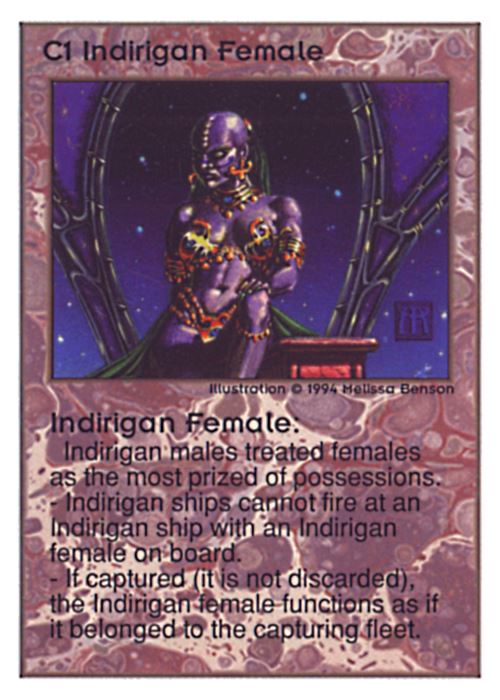 C1 Indirigan Female
Illustration © 1994 Melissa Benson
Indirigan Female:
Indirigan males treated females
as the most prized of possessions.
- Indirigan ships cannot fire at an
Indirigan ship with an Indirigan
female on board.
- If captured (it is not discarded),
the Indirigan female functions as if
it belonged to the capturing fleet.